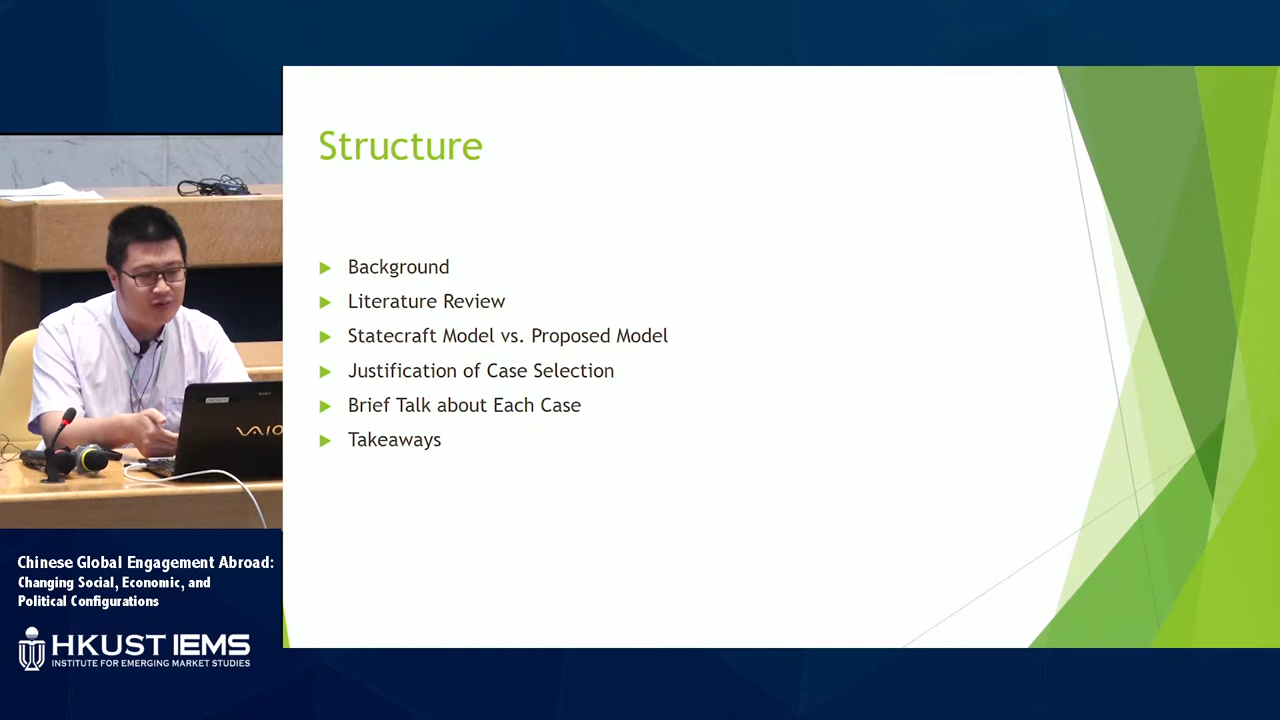 Structure
Background
Literature Review
Statecraft Model vs. Proposed Model
Justification of Case Selection
Brief Talk about Each Case
Takeaways
VAIO
Chinese Global Engagement Abroad:
Changing Social, Economic, and
Political Configurations
HKUST IEMS
INSTITUTE FOR EMERGING MARKET STUDIES